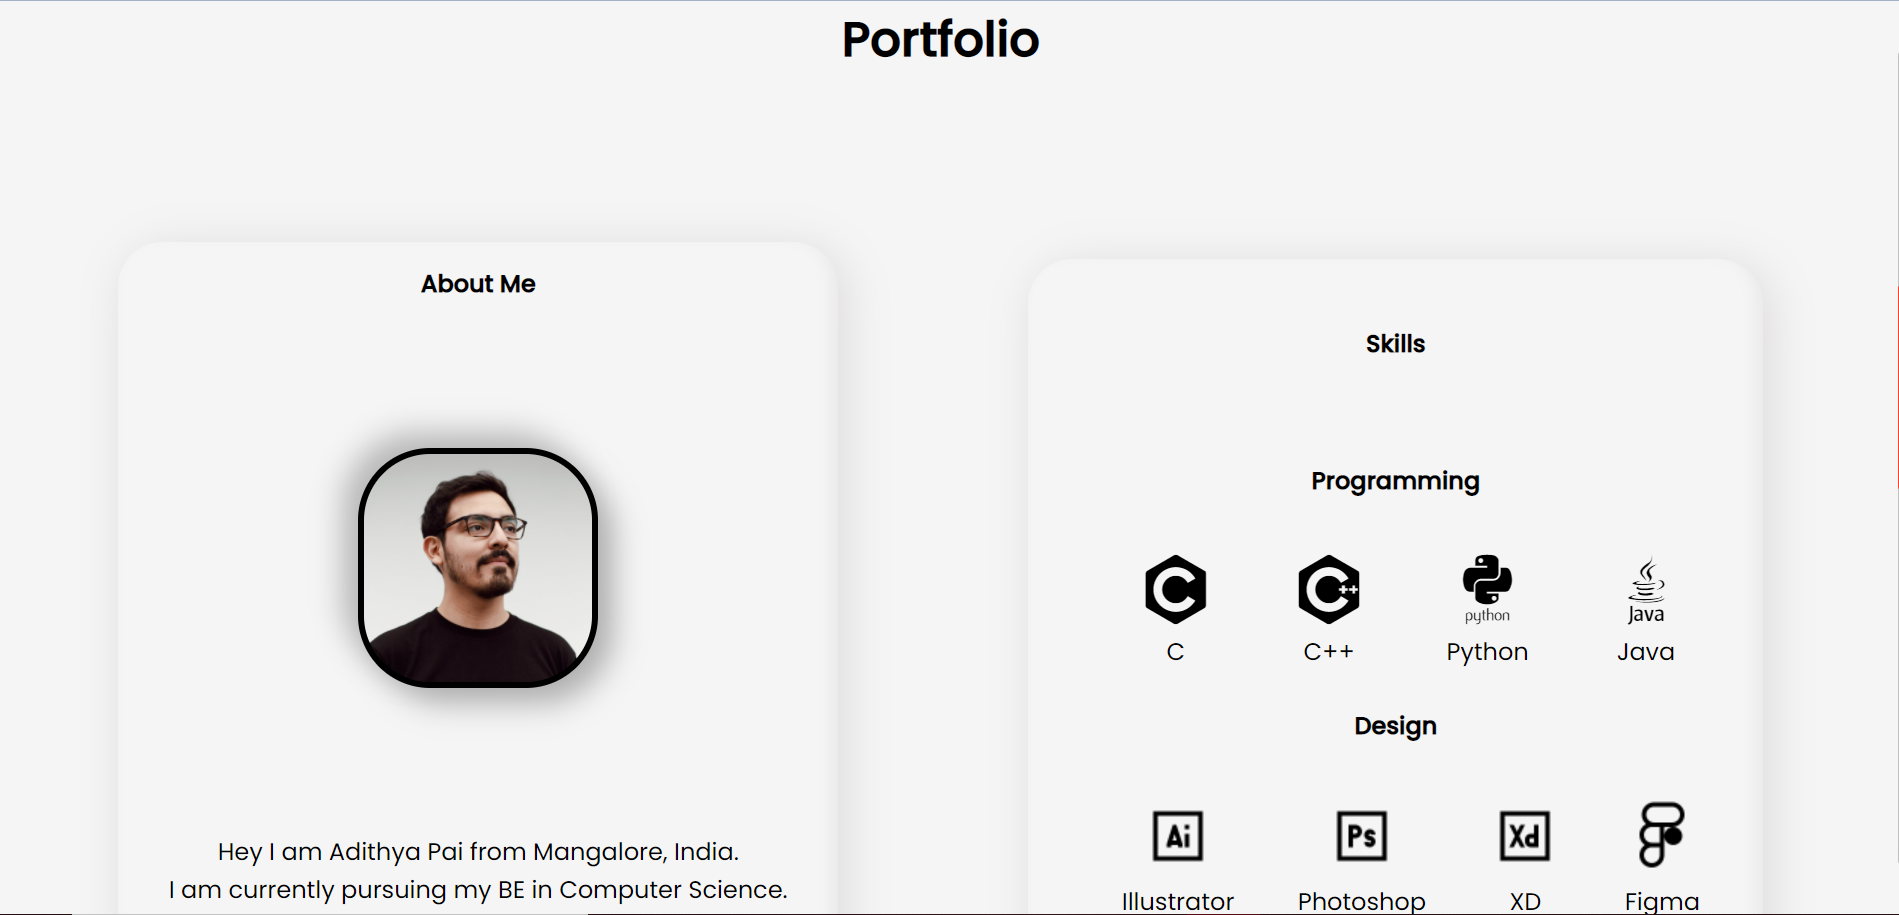 Portfolio
About Me
Hey I am Adithya Pai from Mangalore, India.
I am currently pursuing my BE in Computer Science.
Skills
Programming
C C++ python Java
C C++ Python Java
Design
Ai Ps Xd
Illustrator Photoshop XD Figma